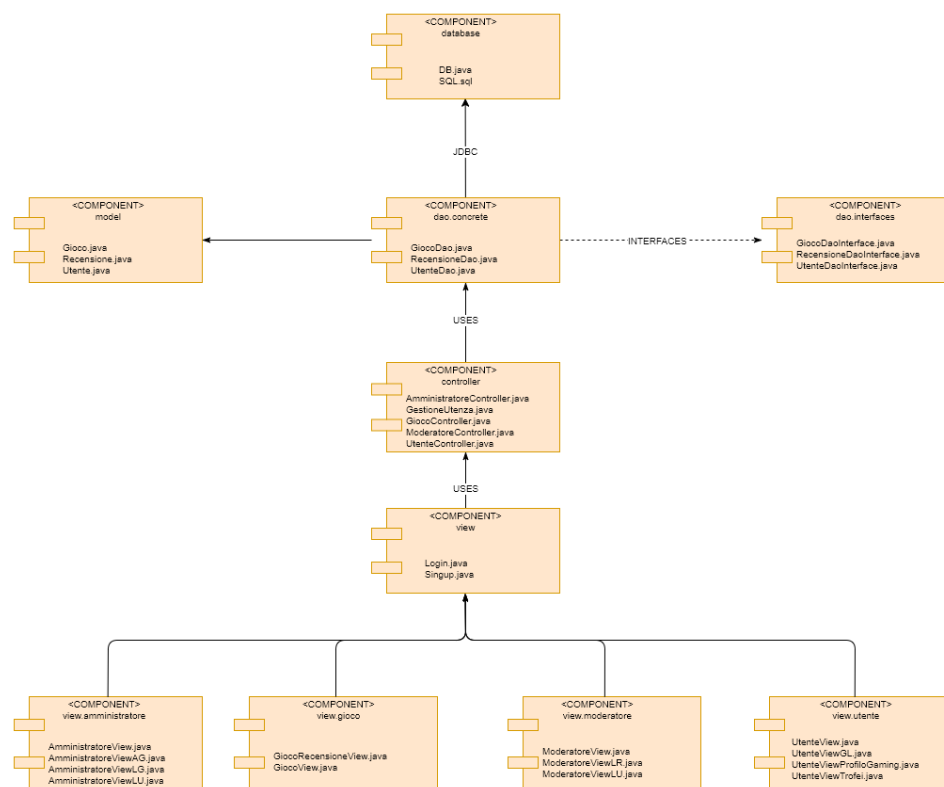 <COMPONENT>
database
DB.java
SQL.sql
JDBC
<COMPONENT>
model
Gioco.java
Recensione.java
Utente.java
<COMPONENT>
dao.concrete
GiocoDao.java
RecensioneDao.java
UtenteDao.java
INTERFACES
<COMPONENT>
dao.interfaces
GiocoDaoInterface.java
RecensioneDaoInterface.java
UtenteDaoInterface.java
USES
<COMPONENT>
controller
AmministratoreController.java
GestioneUtenza.java
GiocoController.java
ModeratoreController.java
UtenteController.java
USES
<COMPONENT>
view
Login.java
Singup.java
<COMPONENT>
view.amministratore
AmministratoreView.java
AmministratoreViewAG.java
AmministratoreViewLG.java
AmministratoreViewLU.java
<COMPONENT>
view.gioco
GiocoRecensioneView.java
GiocoView.java
<COMPONENT>
view.moderatore
ModeratoreView.java
ModeratoreViewLR.java
ModeratoreViewLU.java
<COMPONENT>
view.utente
UtenteView.java
UtenteViewGL.java
UtenteViewProfiloGaming.java
UtenteViewTrofei.java